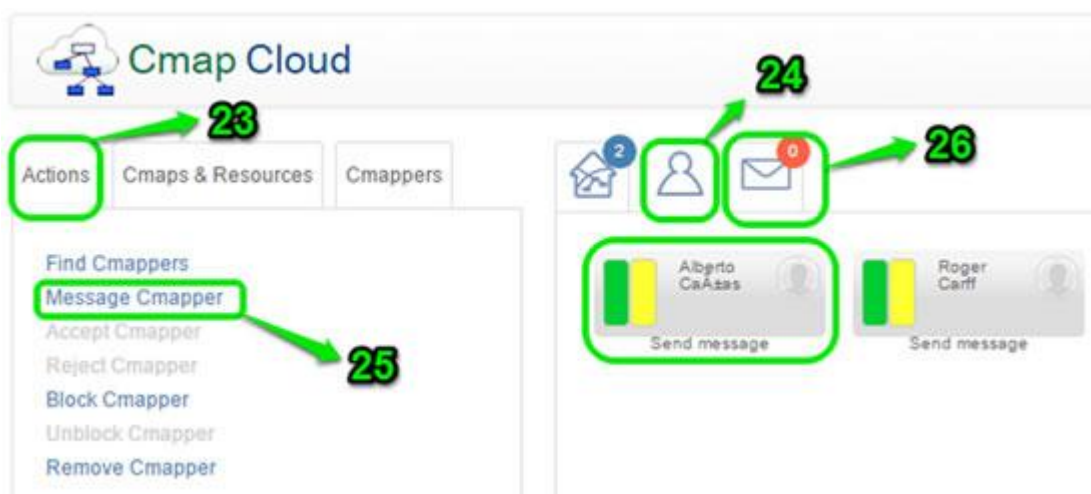 Cmap Cloud
24
23
26
Actions
Cmaps & Resources
Cmappers
2
0
Find Cmappers
Message Cmapper
Accept Cmapper
Reject Cmapper
Block Cmapper
Unblock Cmapper
Remove Cmapper
25
Alberto
CaÃ±as
Send message
Roger
Carff
Send message